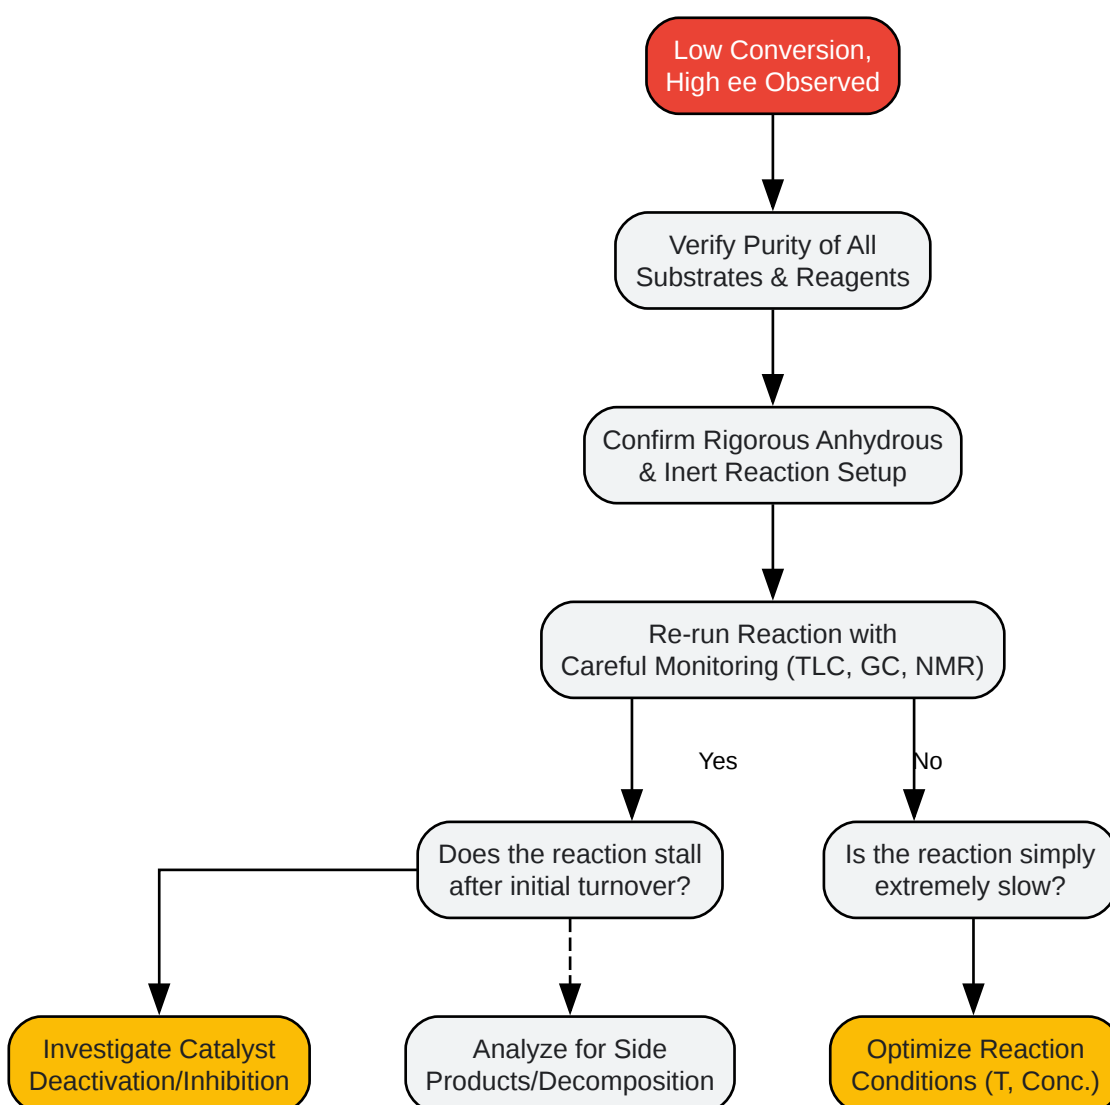 Low Conversion,
High ee Observed
Verify Purity of All
Substrates & Reagents
Confirm Rigorous Anhydrous
& Inert Reaction Setup
Re-run Reaction with
Careful Monitoring (TLC, GC, NMR)
Yes
No
Does the reaction stall
after initial turnover?
Is the reaction simply
extremely slow?
Investigate Catalyst
Deactivation/Inhibition
Analyze for Side
Products/Decomposition
Optimize Reaction
Conditions (T, Conc.)